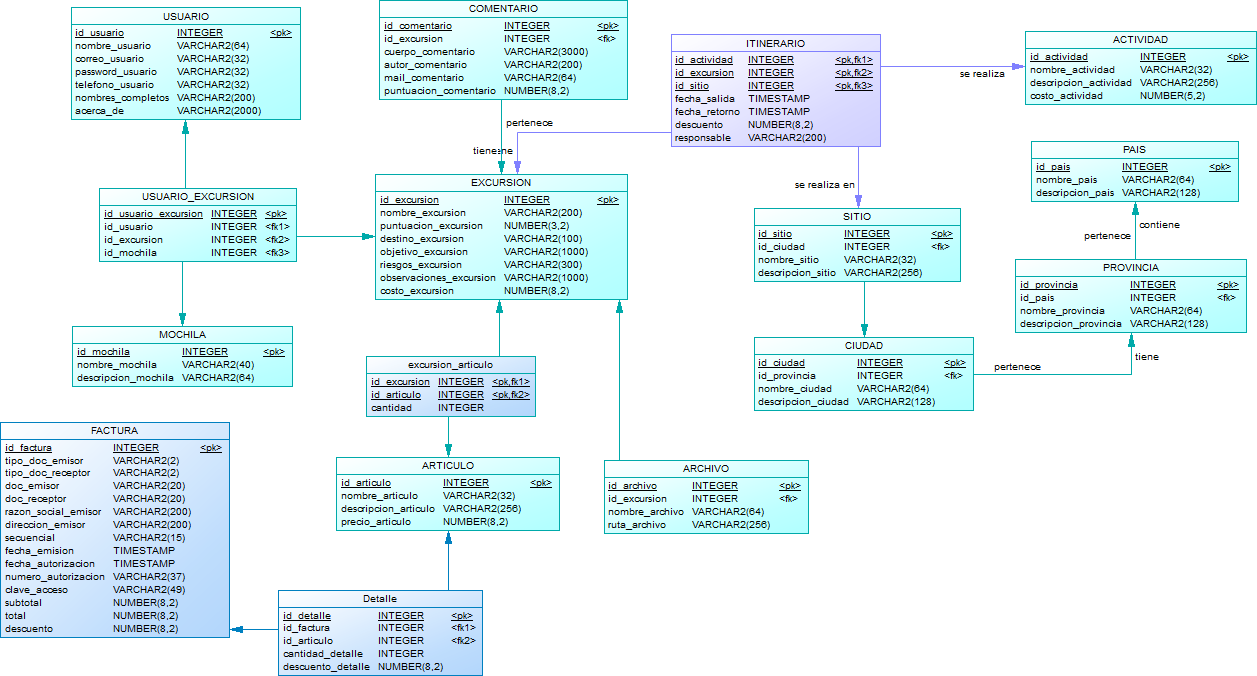 USUARIO
id_usuario INTEGER <pk>
nombre_usuario VARCHAR2(64)
correo_usuario VARCHAR2(32)
password_usuario VARCHAR2(32)
telefono_usuario VARCHAR2(32)
nombres_completos VARCHAR2(200)
acerca_de VARCHAR2(2000)
COMENTARIO
id_comentario INTEGER <pk>
id_excursion INTEGER <fk>
cuerpo_comentario VARCHAR2(3000)
autor_comentario VARCHAR2(200)
mail_comentario VARCHAR2(64)
puntuacion_comentario NUMBER(8,2)
ITINERARIO
id_actividad INTEGER <pk,fk1>
id_excursion INTEGER <pk,fk2>
id_sitio INTEGER <pk,fk3>
fecha_salida TIMESTAMP
fecha_retorno TIMESTAMP
descuento NUMBER(8,2)
responsable VARCHAR2(200)
se realiza
ACTIVIDAD
id_actividad INTEGER <pk>
nombre_actividad VARCHAR2(32)
descripcion_actividad VARCHAR2(256)
costo_actividad NUMBER(5,2)
pertenece
tienene
se realiza en
PAIS
id_pais INTEGER <pk>
nombre_pais VARCHAR2(64)
descripcion_pais VARCHAR2(128)
USUARIO_EXCURSION
id_usuario_excursion INTEGER <pk>
id_usuario INTEGER <fk1>
id_excursion INTEGER <fk2>
id_mochila INTEGER <fk3>
EXCURSION
id_excursion INTEGER <pk>
nombre_excursion VARCHAR2(200)
puntuacion_excursion NUMBER(3,2)
destino_excursion VARCHAR2(100)
objetivo_excursion VARCHAR2(1000)
riesgos_excursion VARCHAR2(300)
observaciones_excursion VARCHAR2(1000)
costo_excursion NUMBER(8,2)
SITIO
id_sitio INTEGER <pk>
id_ciudad INTEGER <fk>
nombre_sitio VARCHAR2(32)
descripcion_sitio VARCHAR2(256)
contiene
pertenece
PROVINCIA
id_provincia INTEGER <pk>
id_pais INTEGER <fk>
nombre_provincia VARCHAR2(64)
descripcion_provincia VARCHAR2(128)
MOCHILA
id_mochila INTEGER <pk>
nombre_mochila VARCHAR2(40)
descripcion_mochila VARCHAR2(64)
CIUDAD
id_ciudad INTEGER <pk>
id_provincia INTEGER <fk>
nombre_ciudad VARCHAR2(64)
descripcion_ciudad VARCHAR2(128)
pertenece
tiene
excursion_articulo
id_excursion INTEGER <pk,fk1>
id_articulo INTEGER <pk,fk2>
cantidad INTEGER
FACTURA
id_factura INTEGER <pk>
tipo_doc_emisor VARCHAR2(2)
tipo_doc_receptor VARCHAR2(2)
doc_emisor VARCHAR2(20)
doc_receptor VARCHAR2(20)
razon_social_emisor VARCHAR2(200)
direccion_emisor VARCHAR2(200)
secuencial VARCHAR2(15)
fecha_emision TIMESTAMP
fecha_autorizacion TIMESTAMP
numero_autorizacion VARCHAR2(37)
clave_acceso VARCHAR2(49)
subtotal NUMBER(8,2)
total NUMBER(8,2)
descuento NUMBER(8,2)
ARTICULO
id_articulo INTEGER <pk>
nombre_articulo VARCHAR2(32)
descripcion_articulo VARCHAR2(256)
precio_articulo NUMBER(8,2)
ARCHIVO
id_archivo INTEGER <pk>
id_excursion INTEGER <fk>
nombre_archivo VARCHAR2(64)
ruta_archivo VARCHAR2(256)
Detalle
id_detalle INTEGER <pk>
id_factura INTEGER <fk1>
id_articulo INTEGER <fk2>
cantidad_detalle INTEGER
descuento_detalle NUMBER(8,2)